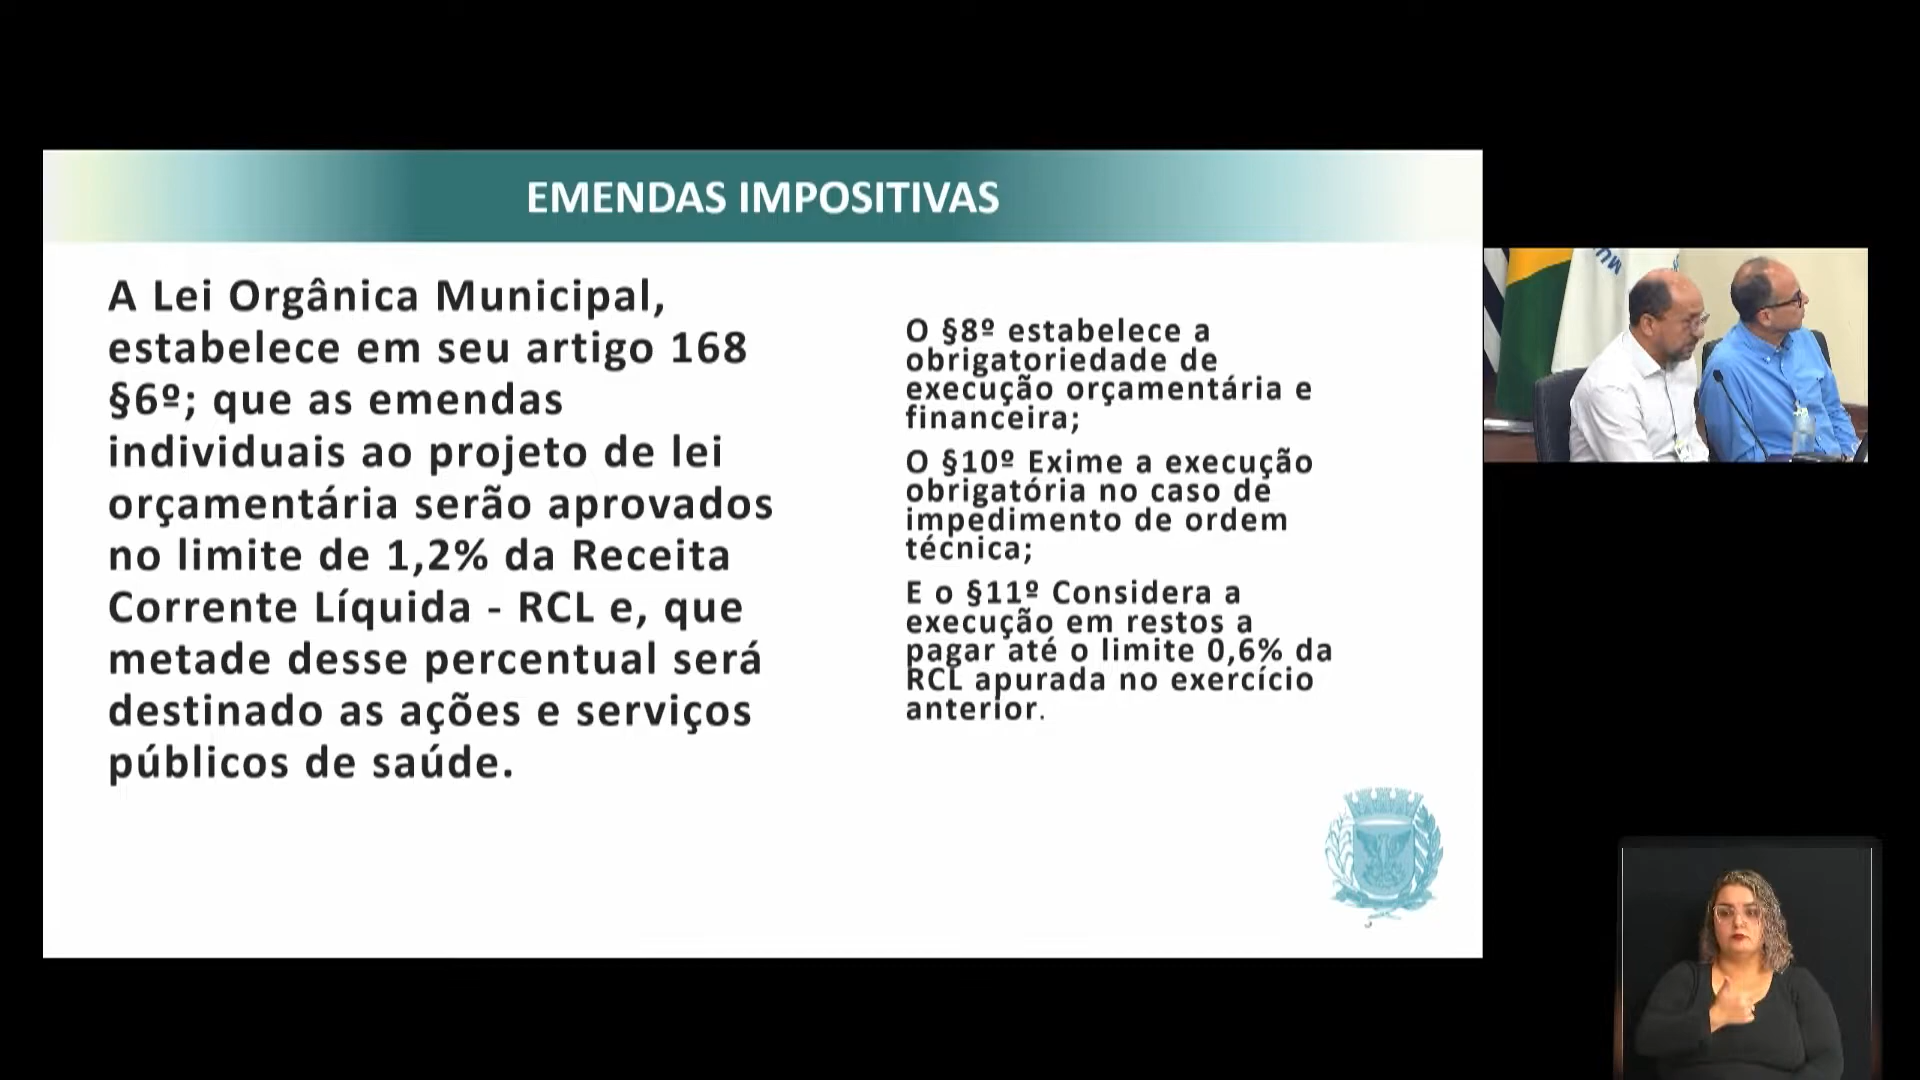 EMENDAS IMPOSITIVAS
A Lei Orgânica Municipal,
estabelece em seu artigo 168
§6º; que as emendas
individuais ao projeto de lei
orçamentária serão aprovados
no limite de 1,2% da Receita
Corrente Líquida - RCL e, que
metade desse percentual será
destinado as ações e serviços
públicos de saúde.
O §8º estabelece a
obrigatoriedade de
execução orçamentária e
financeira;
O §10º Exime a execução
obrigatória no caso de
impedimento de ordem
técnica;
E o §11º Considera a
execução em restos a
pagar até o limite 0,6% da
RCL apurada no exercício
anterior.